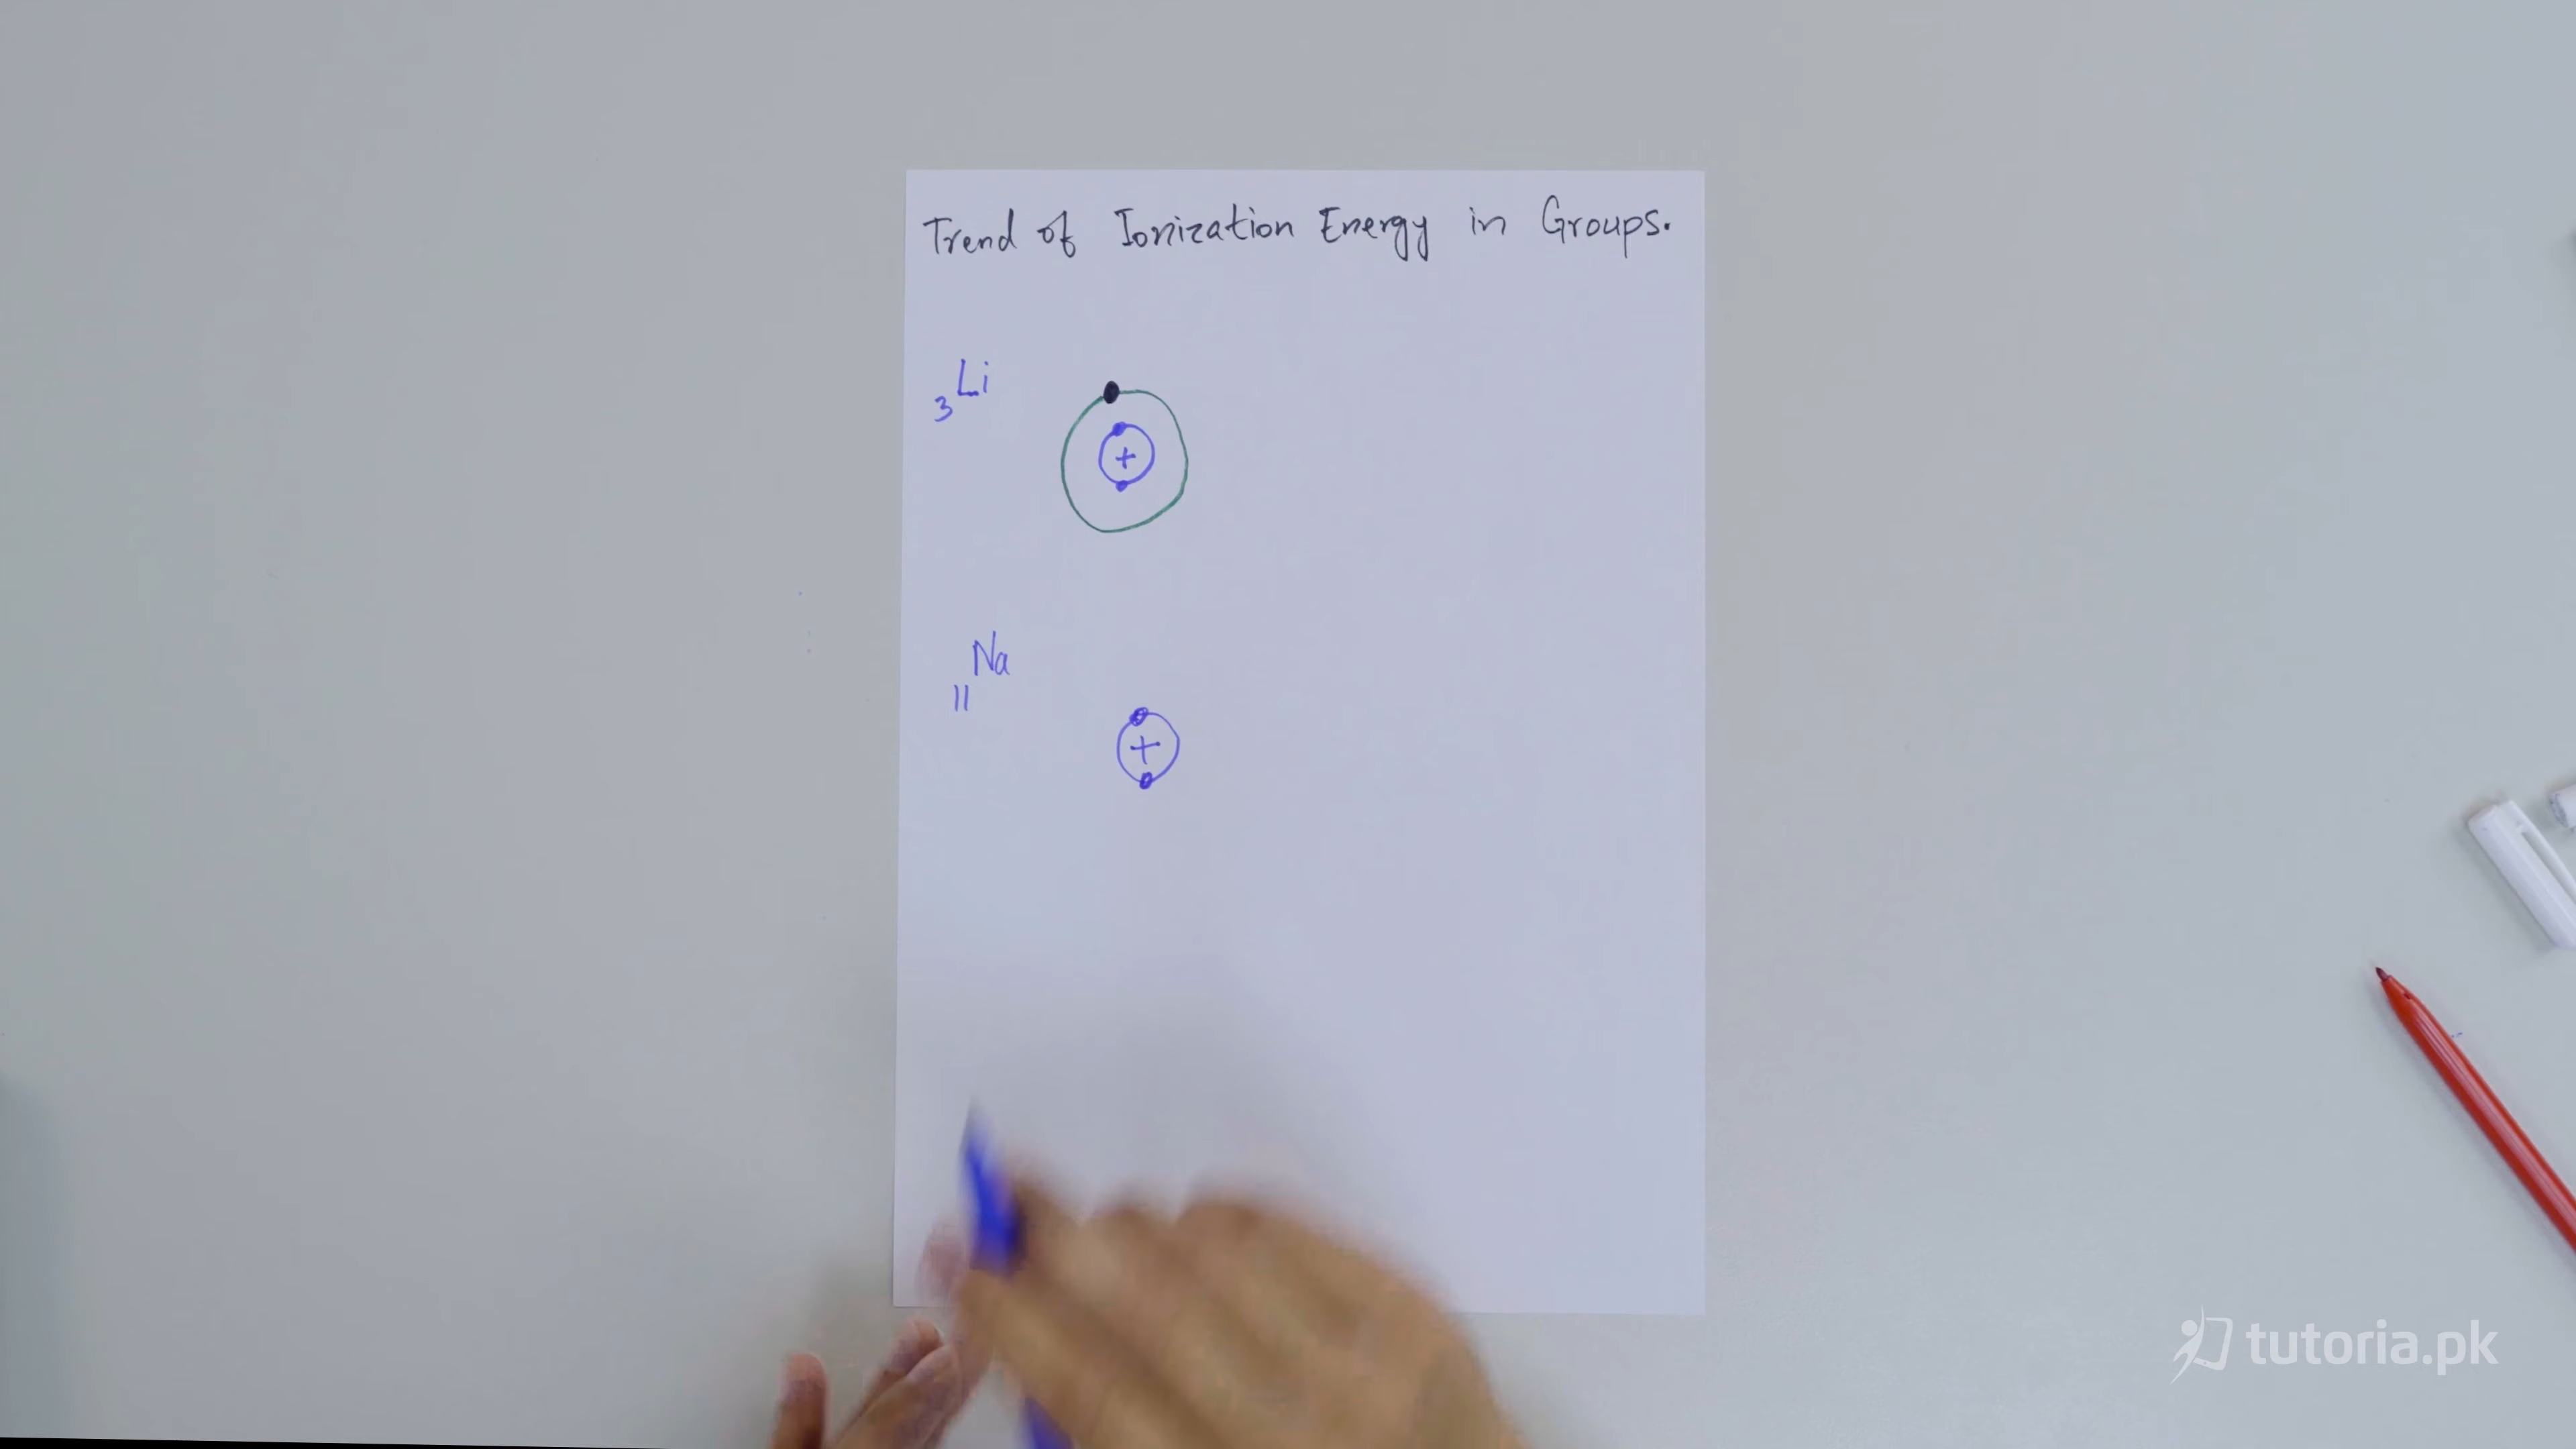 Trend of Ionization Energy in Groups.
3Li
+
11Na
+
tutoria.pk